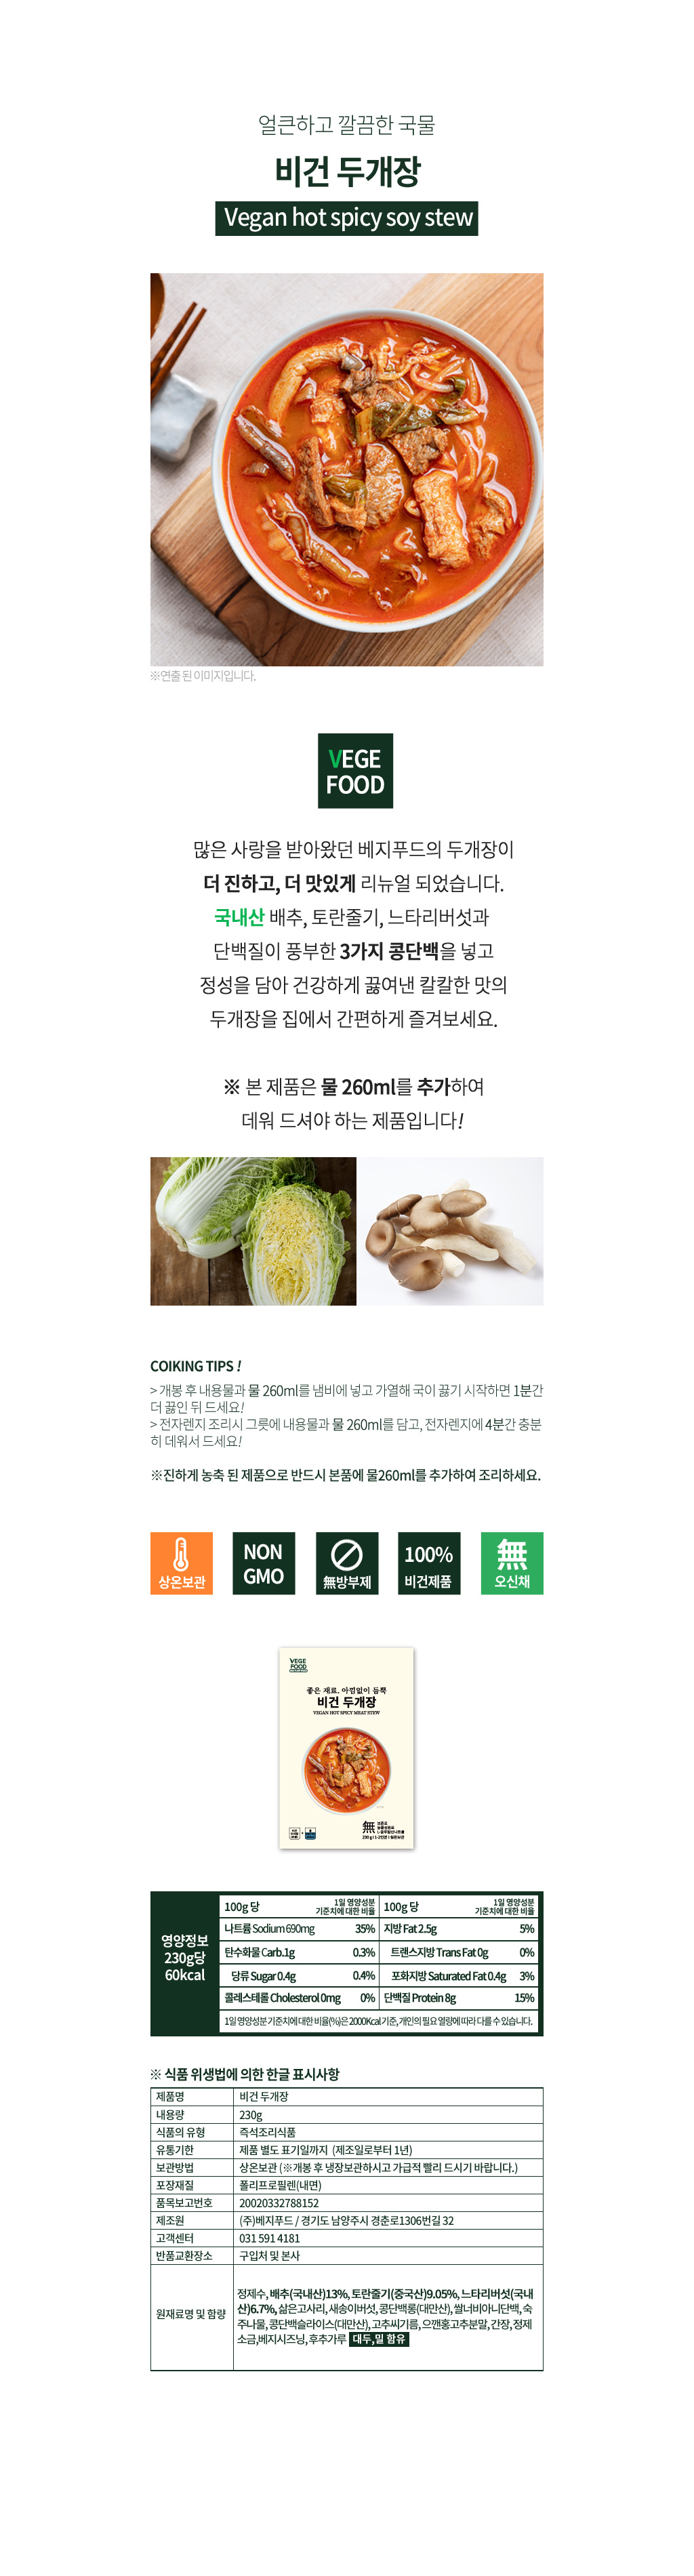 얼큰하고 깔끔한 국물
비건 두개장
Vegan hot spicy soy stew
※연출 된 이미지입니다.
VEGE
FOOD
많은 사랑을 받아왔던 베지푸드의 두개장이
더 진하고, 더 맛있게 리뉴얼 되었습니다.
국내산 배추, 토란줄기, 느타리버섯과
단백질이 풍부한 3가지 콩단백을 넣고
정성을 담아 건강하게 끓여낸 칼칼한 맛의
두개장을 집에서 간편하게 즐겨보세요.
※ 본 제품은 물 260ml를 추가하여
데워 드셔야 하는 제품입니다!
COIKING TIPS !
> 개봉 후 내용물과 물 260ml를 냄비에 넣고 가열해 국이 끓기 시작하면 1분간
더 끓인 뒤 드세요!
> 전자렌지 조리시 그릇에 내용물과 물 260ml를 담고, 전자렌지에 4분간 충분
히 데워서 드세요!
※진하게 농축 된 제품으로 반드시 본품에 물260ml를 추가하여 조리하세요.
상온보관
NON
GMO
無방부제
100%
비건제품
無
오신채
VEGE
FOOD
좋은 재료, 아낌없이 듬뿍
비건 두개장
VEGAN HOT SPICY MEAT STEW
無
230 g | 1-2인분 | 실온보관
영양정보
230g당
60kcal
100g 당 1일 영양성분 기준치에 대한 비율 100g 당 1일 영양성분 기준치에 대한 비율
나트륨 Sodium 690mg 35% 지방 Fat 2.5g 5%
탄수화물 Carb.1g 0.3% 트랜스지방 Trans Fat 0g 0%
당류 Sugar 0.4g 0.4% 포화지방 Saturated Fat 0.4g 3%
콜레스테롤 Cholesterol 0mg 0% 단백질 Protein 8g 15%
1일 영양성분 기준치에 대한 비율(%)은 2000Kcal 기준, 개인의 필요 열량에 따라 다를 수 있습니다.
※ 식품 위생법에 의한 한글 표시사항
제품명 비건 두개장
내용량 230g
식품의 유형 즉석조리식품
유통기한 제품 별도 표기일까지 (제조일로부터 1년)
보관방법 상온보관 (※개봉 후 냉장보관하시고 가급적 빨리 드시기 바랍니다.)
포장재질 폴리프로필렌(내면)
품목보고번호 20020332788152
제조원 (주)베지푸드 / 경기도 남양주시 경춘로1306번길 32
고객센터 031 591 4181
반품교환장소 구입처 및 본사
원재료명 및 함량
정제수, 배추(국내산)13%, 토란줄기(중국산)9.05%, 느타리버섯(국내
산)6.7%, 삶은고사리, 새송이버섯, 콩단백롱(대만산), 쌀너비아니단백, 숙
주나물, 콩단백슬라이스(대만산), 고추씨기름, 으깬홍고추분말, 간장, 정제
소금,베지시즈닝, 후추가루 대두,밀 함유